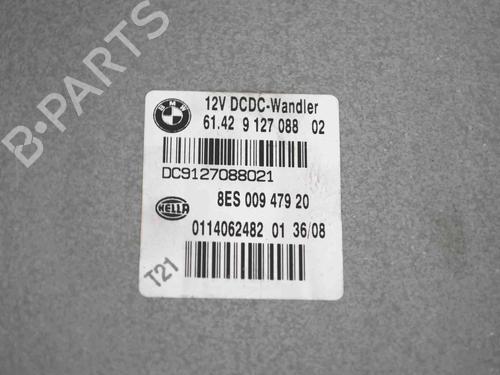 B-PARTS
BMW
12V DCDC-Wandler
61.42 9 127 088 02
DC9127088021
HELLA
8ES 009 479 20
0114062482 01 36/08
T21